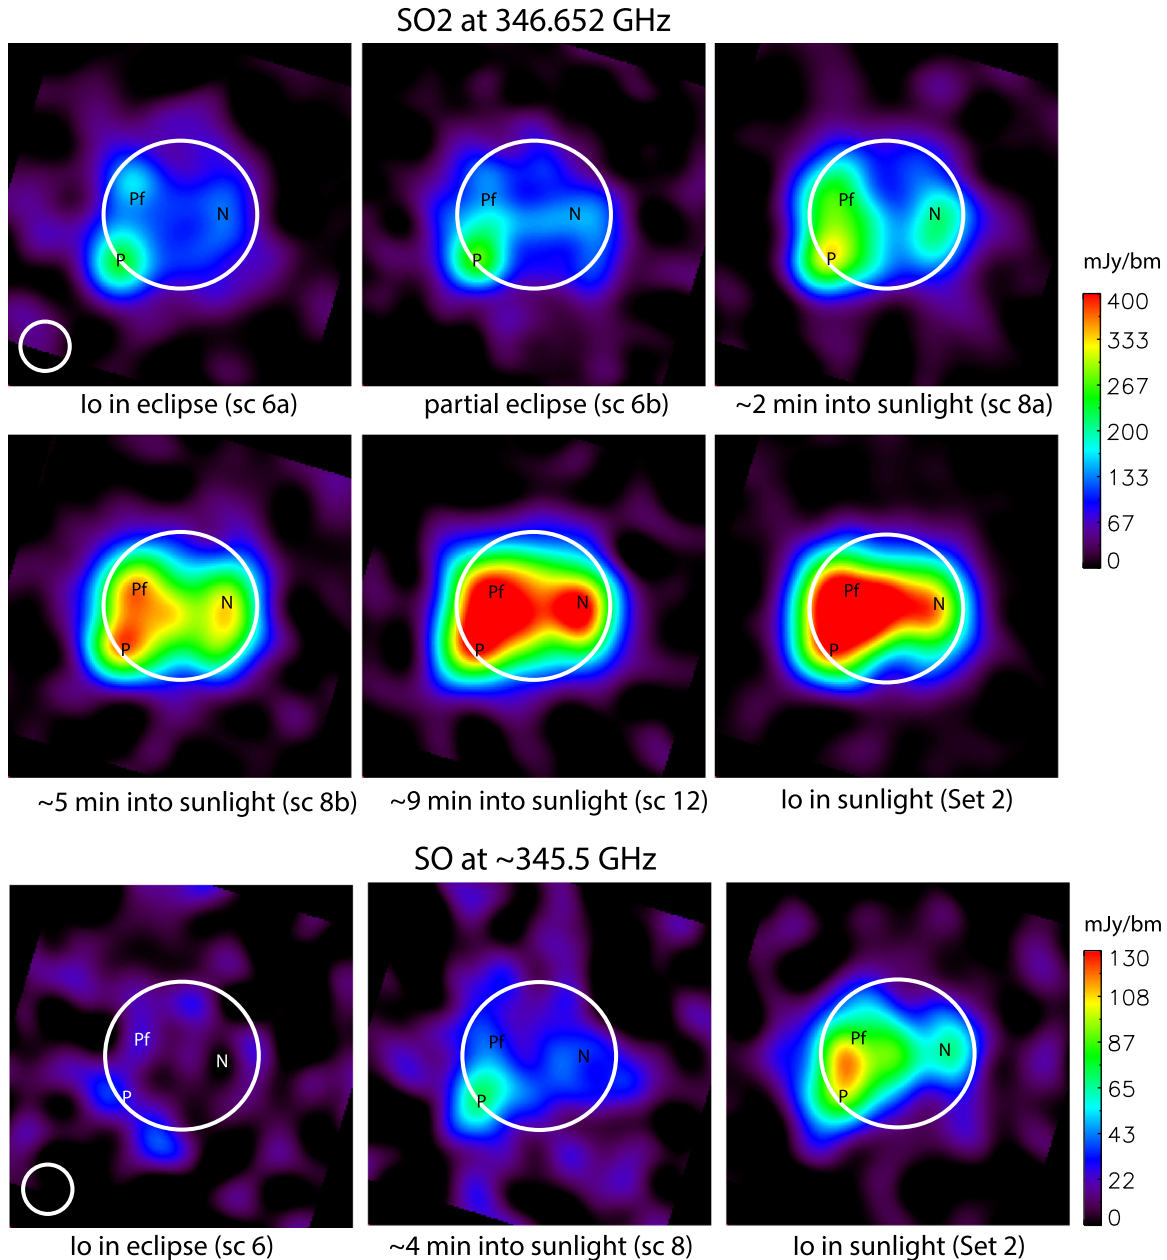 SO2 at 346.652 GHz
Pf
N
P
Io in eclipse (sc 6a)
Pf
N
P
partial eclipse (sc 6b)
Pf
N
P
~2 min into sunlight (sc 8a)
mJy/bm
400
333
267
200
133
67
0
Pf
N
P
~5 min into sunlight (sc 8b)
Pf
N
P
~9 min into sunlight (sc 12)
Pf
N
P
Io in sunlight (Set 2)
SO at ~345.5 GHz
Pf
N
P
Io in eclipse (sc 6)
Pf
N
P
~4 min into sunlight (sc 8)
Pf
N
P
Io in sunlight (Set 2)
mJy/bm
130
108
87
65
43
22
0